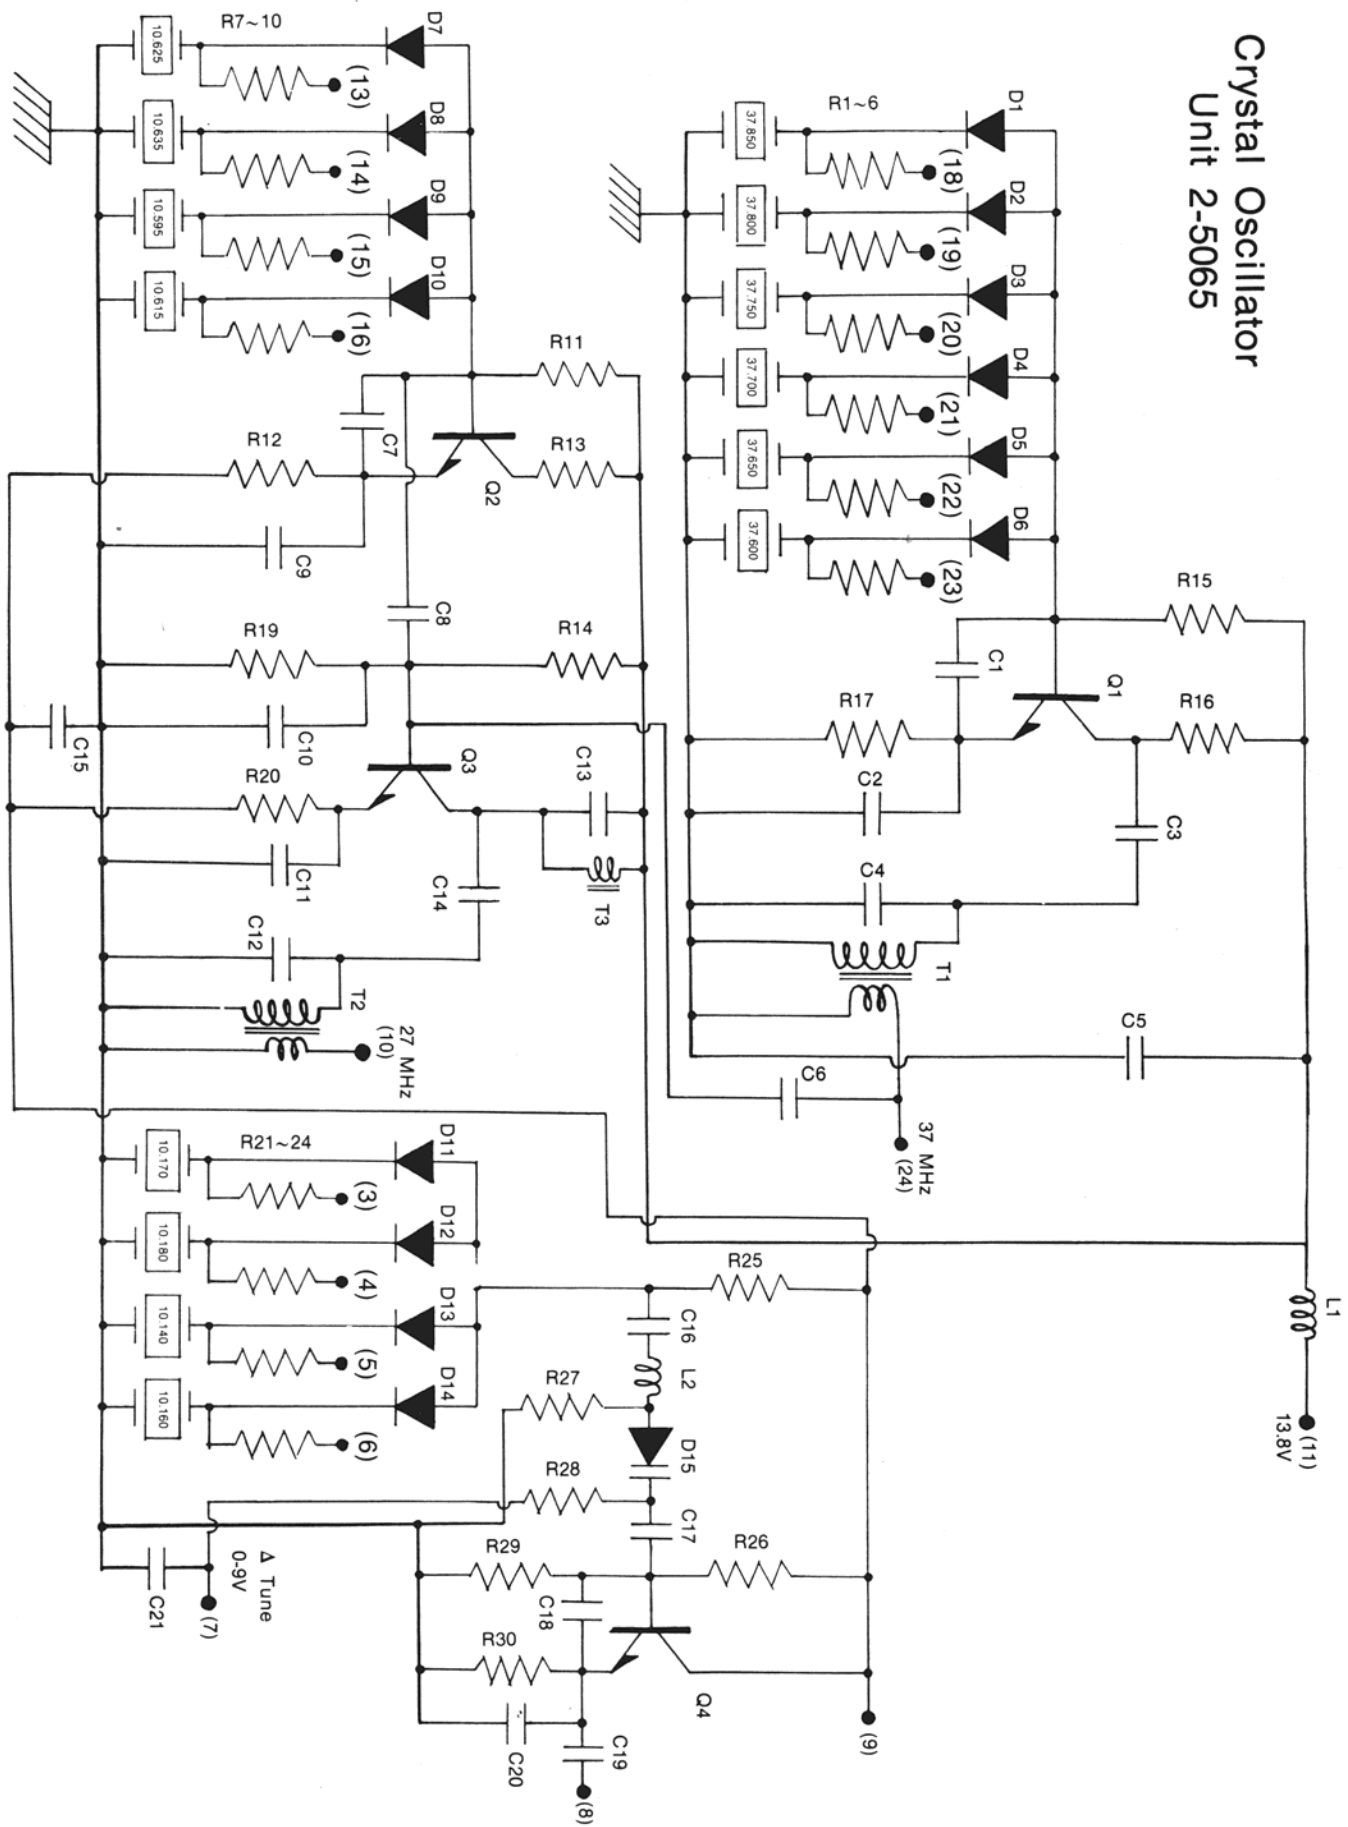 Crystal Oscillator
Unit 2-5065
D1
D2
D3
D4
D5
D6
R1~6
(18)
(19)
(20)
(21)
(22)
(23)
37.850
37.800
37.750
37.700
37.650
37.600
R15
R16
Q1
C1
R17
C2
C3
C4
T1
C5
C6
37 MHz
(24)
L1
(11)
13.8V
D7
D8
D9
D10
R7~10
(13)
(14)
(15)
(16)
10.625
10.635
10.595
10.615
R11
R13
Q2
C7
R12
C9
C8
R14
R19
C10
C15
Q3
R20
C11
C13
T3
C14
C12
T2
27 MHz
(10)
D11
D12
D13
D14
R21~24
(3)
(4)
(5)
(6)
10.170
10.180
10.140
10.160
R25
C16
L2
R27
D15
R28
C17
R26
R29
C18
R30
Q4
C20
C19
(8)
(9)
Δ Tune
0-9V
(7)
C21